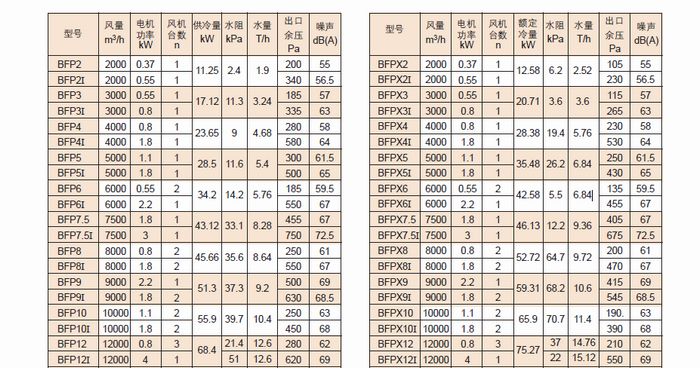 型号 风量 m³/h 电机功率 kW 风机台数 n 供冷量 kW 水阻 kPa 水量 T/h 出口余压 Pa 噪声 dB(A)
BFP2 2000 0.37 1 11.25 2.4 1.9 200 55
BFP2I 2000 0.55 1 340 56.5
BFP3 3000 0.55 1 17.12 11.3 3.24 185 57
BFP3I 3000 0.8 1 335 63
BFP4 4000 0.8 1 23.65 9 4.68 280 58
BFP4I 4000 1.8 1 580 64
BFP5 5000 1.1 1 28.5 11.6 5.4 300 61.5
BFP5I 5000 1.8 1 500 65
BFP6 6000 0.55 2 34.2 14.2 5.76 185 59.5
BFP6I 6000 2.2 1 550 67
BFP7.5 7500 1.8 1 43.12 33.1 8.28 455 67
BFP7.5I 7500 3 1 750 72.5
BFP8 8000 0.8 2 45.66 35.6 8.64 250 61
BFP8I 8000 1.8 2 550 67
BFP9 9000 2.2 1 51.3 37.3 9.2 500 69
BFP9I 9000 1.8 2 630 68.5
BFP10 10000 1.1 2 55.9 39.7 10.4 250 63
BFP10I 10000 1.8 2 450 68
BFP12 12000 0.8 3 68.4 21.4 12.6 280 62
BFP12I 12000 4 1 51 12.6 620 69
型号 风量 m³/h 电机功率 kW 风机台数 n 额定冷量 kW 水阻 kPa 水量 T/h 出口余压 Pa 噪声 dB(A)
BFPX2 2000 0.37 1 12.58 6.2 2.52 105 55
BFPX2I 2000 0.55 1 230 56.5
BFPX3 3000 0.55 1 20.71 3.6 3.6 115 57
BFPX3I 3000 0.8 1 265 63
BFPX4 4000 0.8 1 28.38 19.4 5.76 230 58
BFPX4I 4000 1.8 1 530 64
BFPX5 5000 1.1 1 35.48 26.2 6.84 250 61.5
BFPX5I 5000 1.8 1 430 65
BFPX6 6000 0.55 2 42.58 5.5 6.84 135 59.5
BFPX6I 6000 2.2 1 455 67
BFPX7.5 7500 1.8 1 46.13 12.2 9.36 405 67
BFPX7.5I 7500 3 1 675 72.5
BFPX8 8000 0.8 2 52.72 64.7 9.72 200 61
BFPX8I 8000 1.8 2 470 67
BFPX9 9000 2.2 1 59.31 68.2 10.6 415 69
BFPX9I 9000 1.8 2 545 68.5
BFPX10 10000 1.1 2 65.9 70.7 11.4 190. 63
BFPX10I 10000 1.8 2 390 68
BFPX12 12000 0.8 3 75.27 37 14.76 210 62
BFPX12I 12000 4 1 22 15.12 550 69